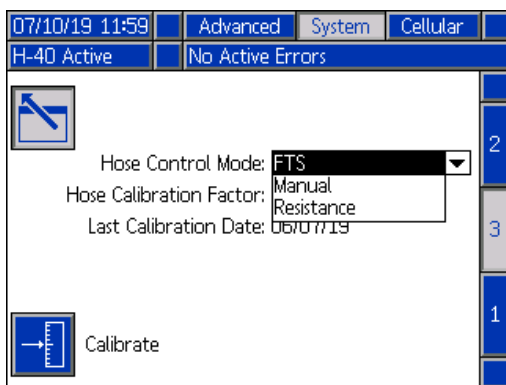 07/10/19 11:59 Advanced System Cellular
H-40 Active No Active Errors
2
Hose Control Mode: FTS
Manual
Hose Calibration Factor:
Resistance
Last Calibration Date: 06/07/19
3
1
Calibrate